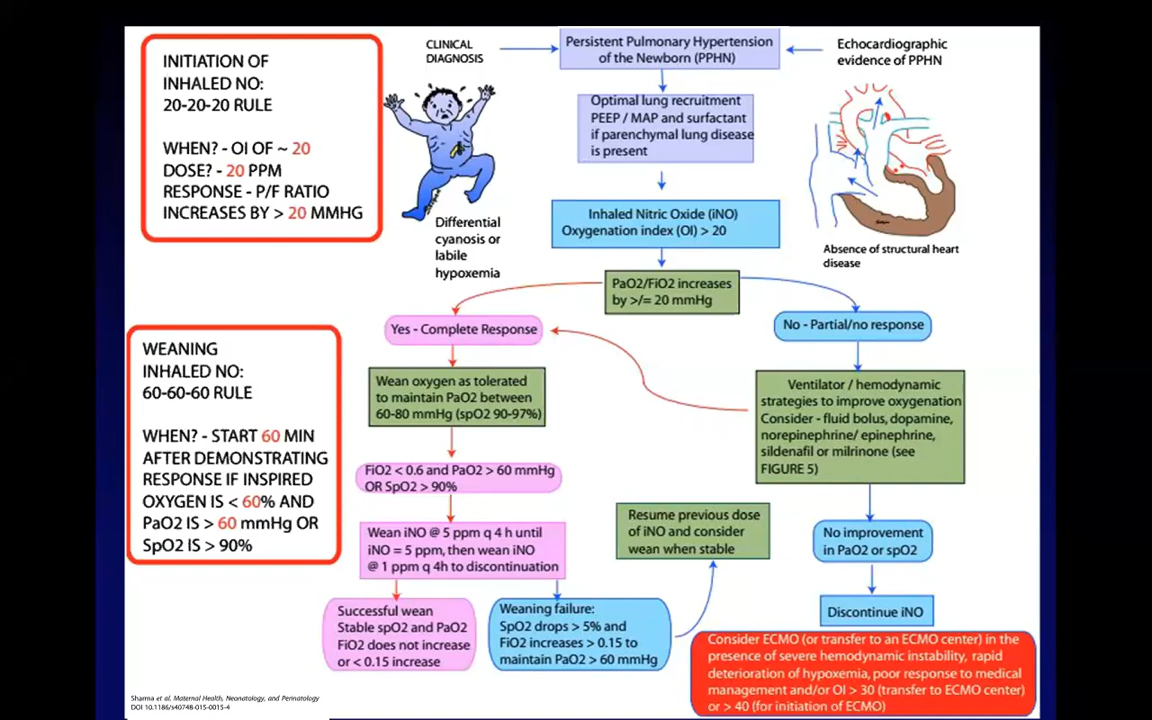 INITIATION OF
INHALED NO:
20-20-20 RULE
WHEN? - OI OF ~ 20
DOSE? - 20 PPM
RESPONSE - P/F RATIO
INCREASES BY > 20 MMHG
CLINICAL
DIAGNOSIS
Persistent Pulmonary Hypertension
of the Newborn (PPHN)
Echocardiographic
evidence of PPHN
Optimal lung recruitment
PEEP / MAP and surfactant
if parenchymal lung disease
is present
Differential
cyanosis or
labile
hypoxemia
Inhaled Nitric Oxide (iNO)
Oxygenation index (OI) > 20
Absence of structural heart
disease
PaO2/FiO2 increases
by >/= 20 mmHg
Yes - Complete Response
No - Partial/no response
WEANING
INHALED NO:
60-60-60 RULE
WHEN? - START 60 MIN
AFTER DEMONSTRATING
RESPONSE IF INSPIRED
OXYGEN IS < 60% AND
PaO2 IS > 60 mmHg OR
SpO2 IS > 90%
Wean oxygen as tolerated
to maintain PaO2 between
60-80 mmHg (spO2 90-97%)
Ventilator / hemodynamic
strategies to improve oxygenation
Consider - fluid bolus, dopamine,
norepinephrine/ epinephrine,
sildenafil or milrinone (see
FIGURE 5)
FiO2 < 0.6 and PaO2 > 60 mmHg
OR SpO2 > 90%
Wean iNO @ 5 ppm q 4 h until
iNO = 5 ppm, then wean iNO
@ 1 ppm q 4h to discontinuation
Resume previous dose
of iNO and consider
wean when stable
No improvement
in PaO2 or spO2
Successful wean
Stable spO2 and PaO2
FiO2 does not increase
or < 0.15 increase
Weaning failure:
SpO2 drops > 5% and
FiO2 increases > 0.15 to
maintain PaO2 > 60 mmHg
Discontinue iNO
Consider ECMO (or transfer to an ECMO center) in the
presence of severe hemodynamic instability, rapid
deterioration of hypoxemia, poor response to medical
management and/or OI > 30 (transfer to ECMO center)
or > 40 (for initiation of ECMO)
Sharma et al, Maternal Health, Neonatology, and Perinatology
DOI 10.1186/s40748-015-0015-4